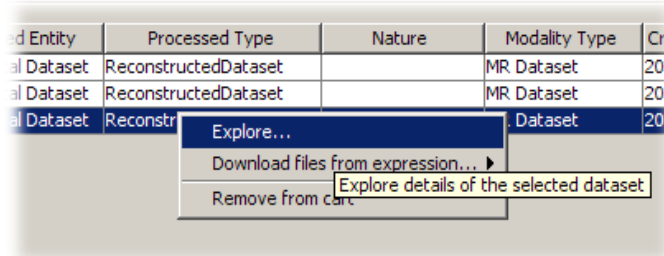 ed Entity Processed Type Nature Modality Type Cr
al Dataset ReconstructedDataset MR Dataset 20
al Dataset ReconstructedDataset MR Dataset 20
al Dataset Reconstr Dataset 20
Explore...
Download files from expression...
Explore details of the selected dataset
Remove from cart